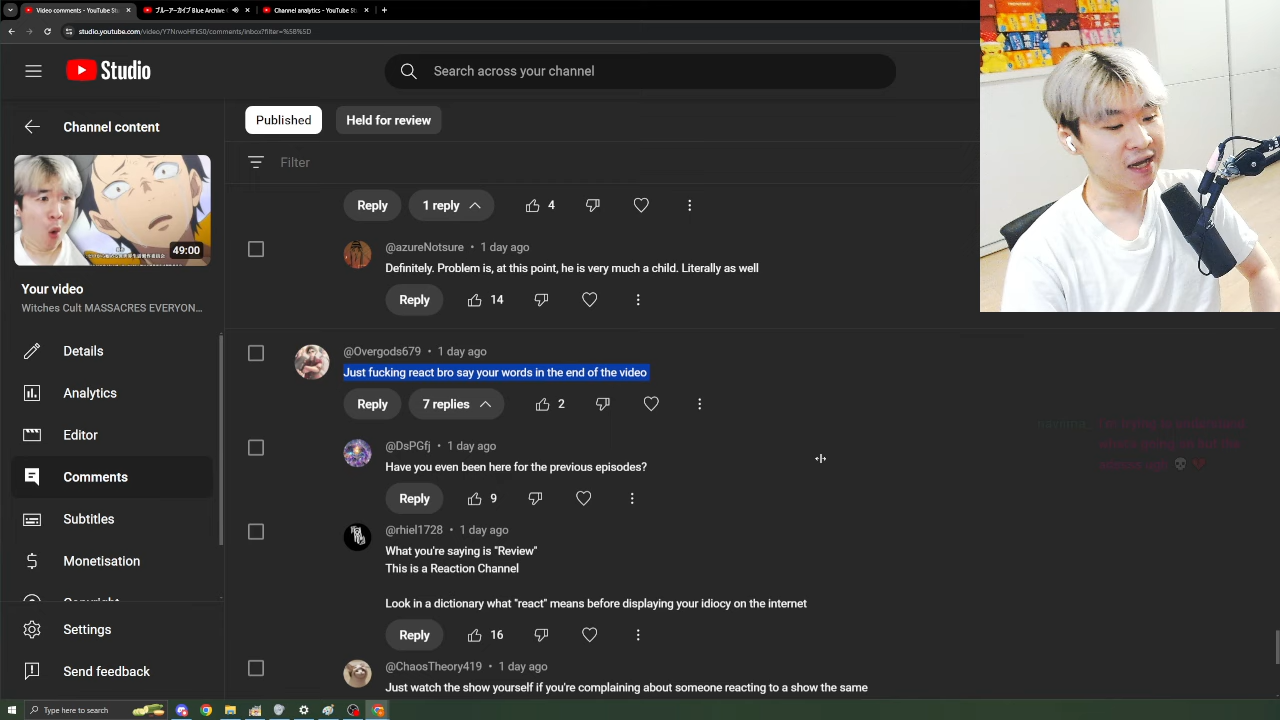 Video comments - YouTube St
ブルーアーカイブ Blue Archive
Channel analytics - YouTube St
studio.youtube.com/video/Y7NrwoHFkS0/comments/inbox?filter=%5B%5D
Studio
Search across your channel
Channel content
49:00
Your video
Witches Cult MASSACRES EVERYON...
Details
Analytics
Editor
Comments
Subtitles
Monetisation
Copyright
Settings
Send feedback
Published
Held for review
Filter
Reply 1 reply 4
@azureNotsure • 1 day ago
Definitely. Problem is, at this point, he is very much a child. Literally as well
Reply 14
@Overgods679 • 1 day ago
Just fucking react bro say your words in the end of the video
Reply 7 replies 2
@DsPGfj • 1 day ago
Have you even been here for the previous episodes?
Reply 9
@rhiel1728 • 1 day ago
What you're saying is "Review"
This is a Reaction Channel
Look in a dictionary what "react" means before displaying your idiocy on the internet
Reply 16
@ChaosTheory419 • 1 day ago
Just watch the show yourself if you're complaining about someone reacting to a show the same
Type here to search